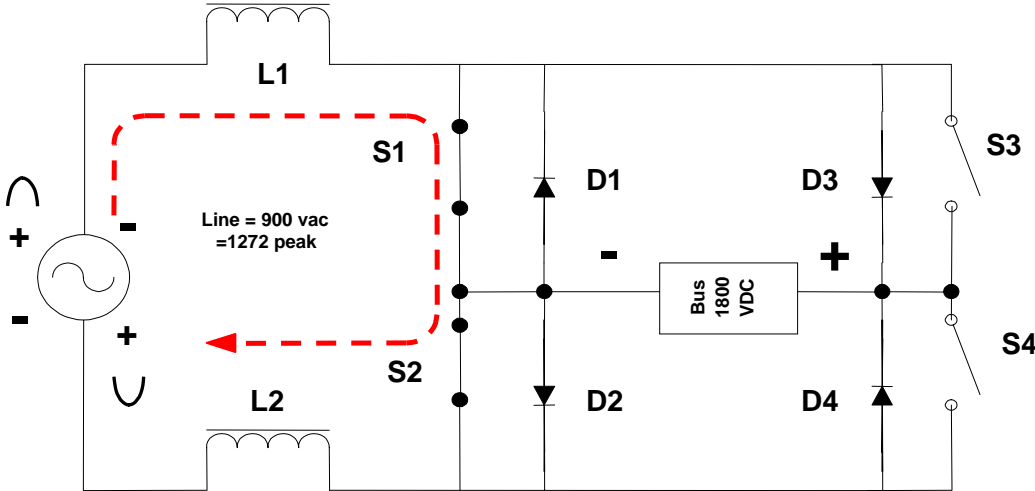 L1
S1
D1
D3
S3
+
-
Line = 900 vac
=1272 peak
-
+
Bus
1800
VDC
-
+
S2
S4
L2
D2
D4